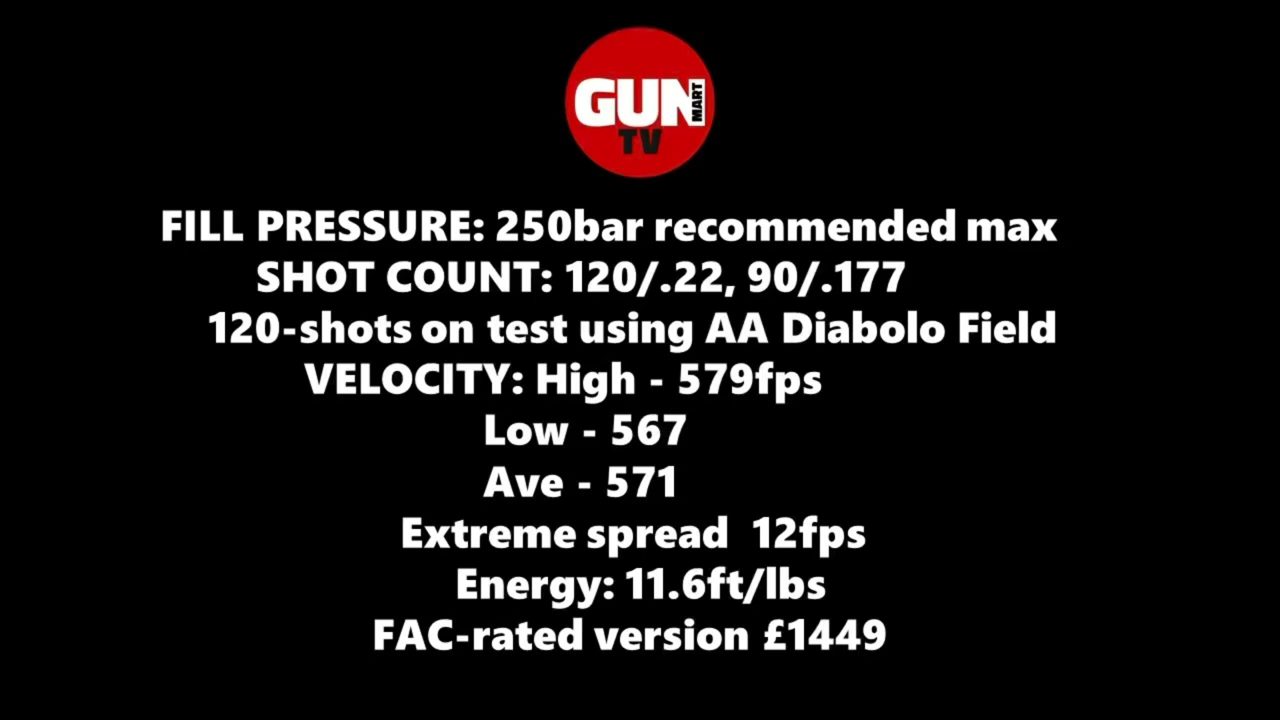 GUN MART
TV
FILL PRESSURE: 250bar recommended max
SHOT COUNT: 120/.22, 90/.177
120-shots on test using AA Diabolo Field
VELOCITY: High - 579fps
Low - 567
Ave - 571
Extreme spread 12fps
Energy: 11.6ft/lbs
FAC-rated version £1449